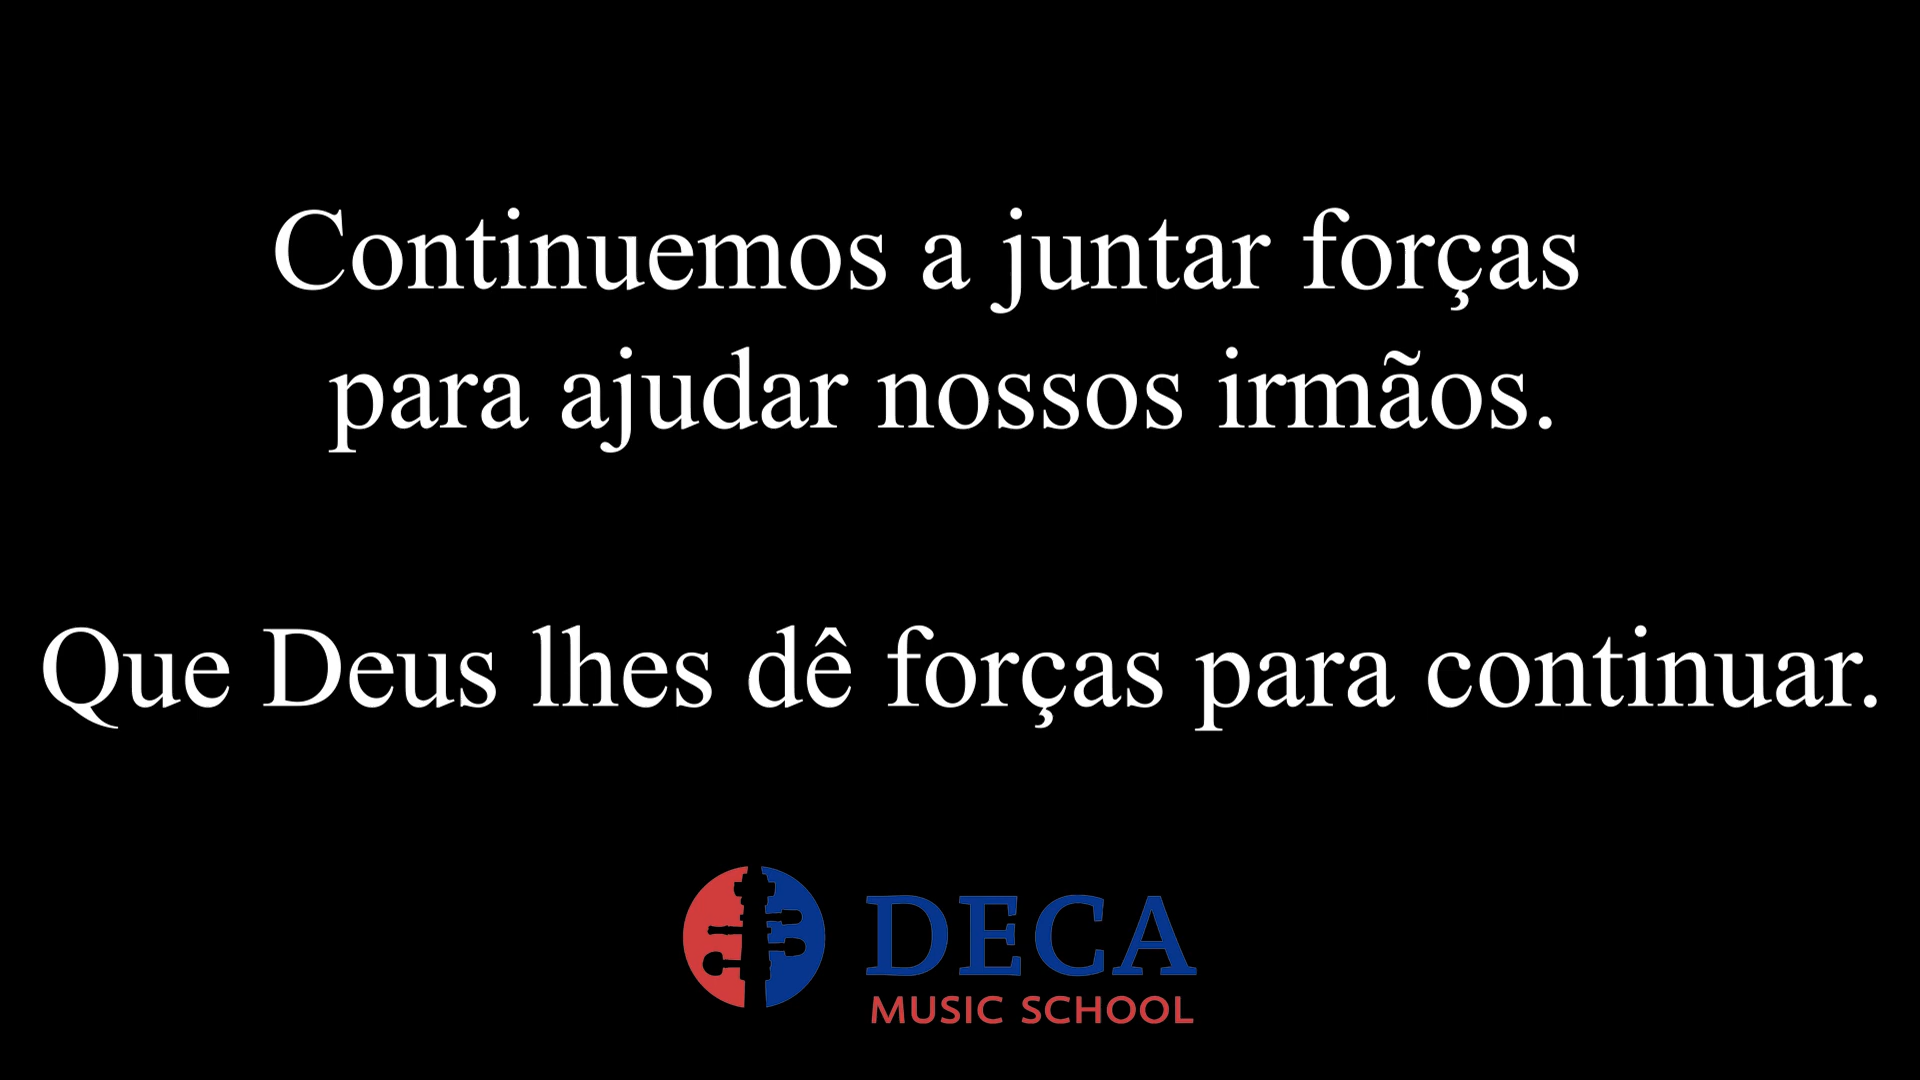 Continuemos a juntar forças
para ajudar nossos irmãos.
Que Deus lhes dê forças para continuar.
DECA
MUSIC SCHOOL